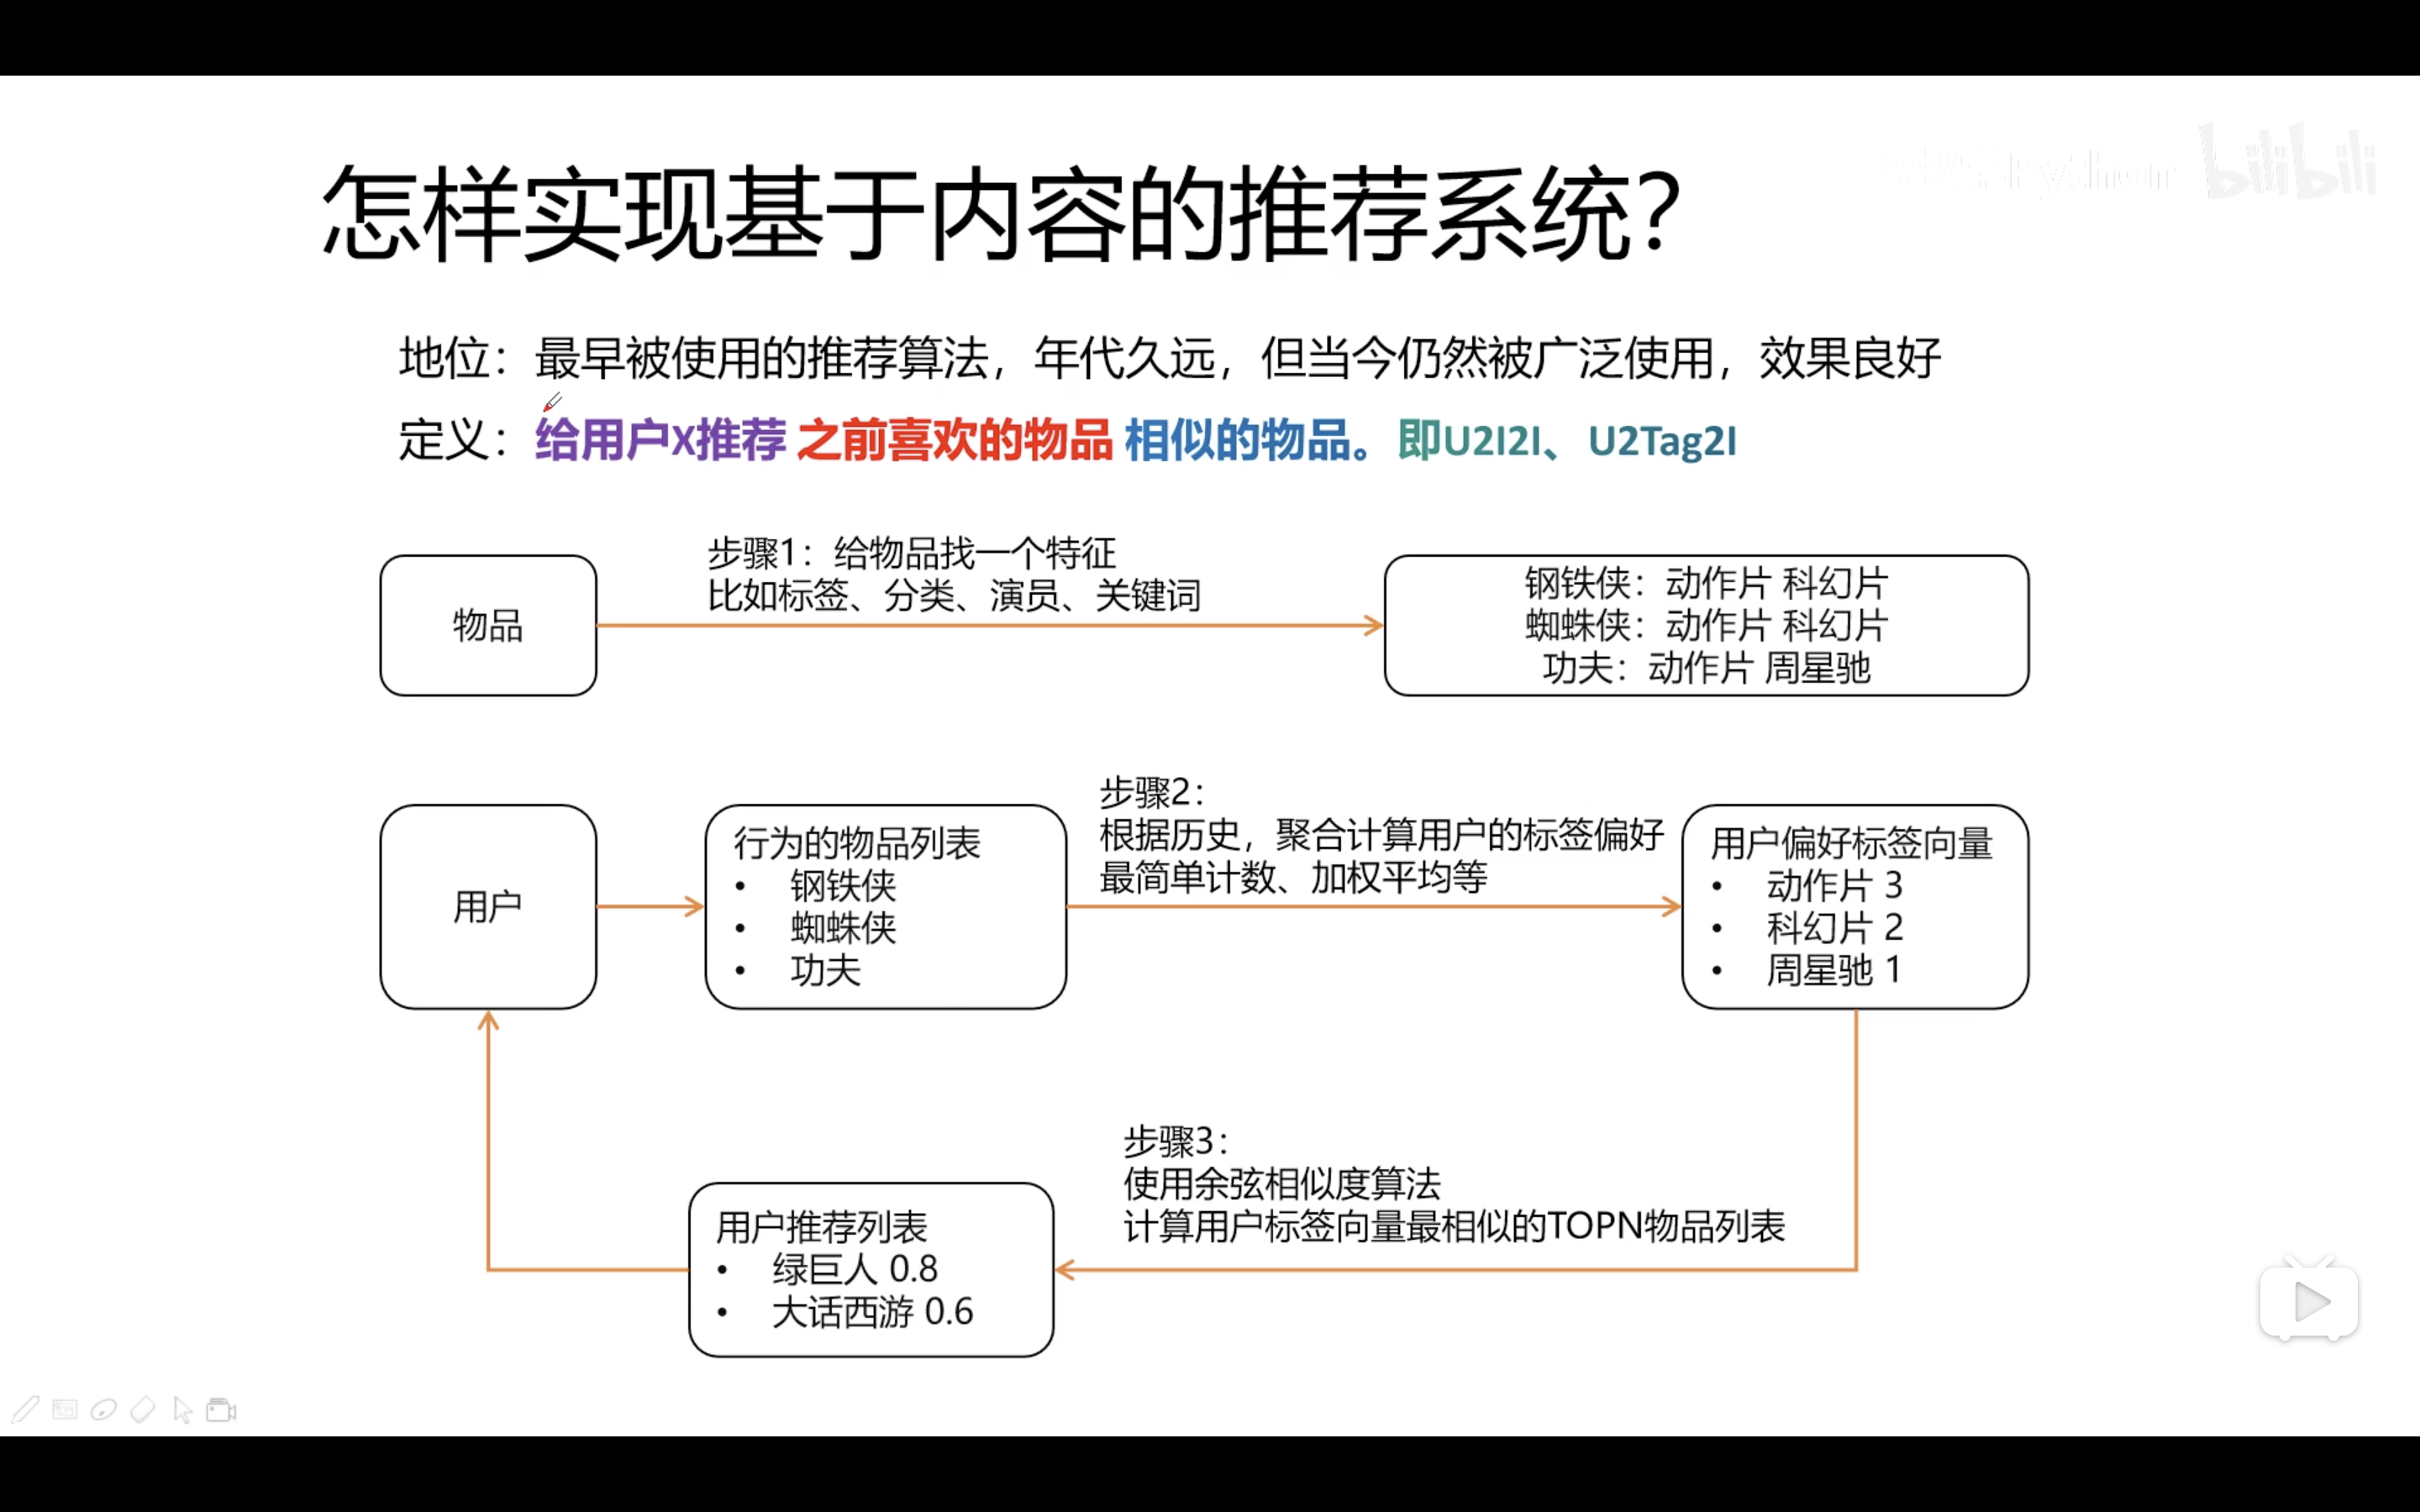 怎样实现基于内容的推荐系统？
bilibili
地位：最早被使用的推荐算法，年代久远，但当今仍然被广泛使用，效果良好
定义：给用户X推荐 之前喜欢的物品 相似的物品。即U2I2I、U2Tag2I
步骤1：给物品找一个特征
比如标签、分类、演员、关键词
物品
钢铁侠：动作片 科幻片
蜘蛛侠：动作片 科幻片
功夫：动作片 周星驰
用户
行为的物品列表
• 钢铁侠
• 蜘蛛侠
• 功夫
步骤2：
根据历史，聚合计算用户的标签偏好
最简单计数、加权平均等
用户偏好标签向量
• 动作片 3
• 科幻片 2
• 周星驰 1
步骤3：
使用余弦相似度算法
计算用户标签向量最相似的TOPN物品列表
用户推荐列表
• 绿巨人 0.8
• 大话西游 0.6